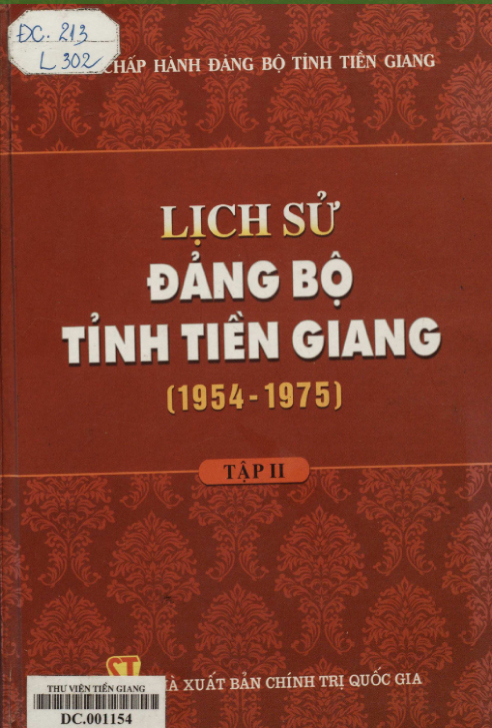 ĐC. 213
L 302
CHẤP HÀNH ĐẢNG BỘ TỈNH TIỀN GIANG
LỊCH SỬ
ĐẢNG BỘ
TỈNH TIỀN GIANG
(1954 - 1975)
TẬP II
ST
À XUẤT BẢN CHÍNH TRỊ QUỐC GIA
THƯ VIỆN TIỀN GIANG
DC.001154